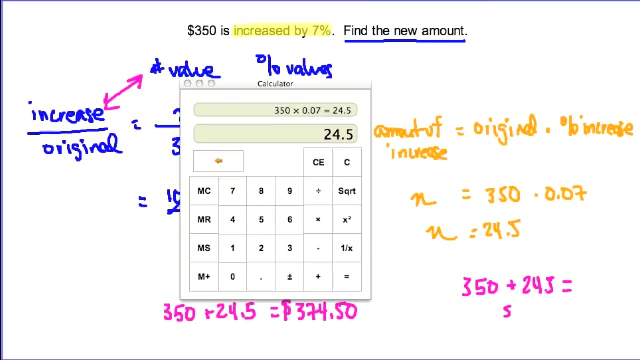 $350 is increased by 7%. Find the new amount.
# value % values
increase
original
=
3
=
Calculator
350 × 0.07 = 24.5
24.5
CE C
MC 7 8 9 ÷ Sqrt
MR 4 5 6 × x²
MS 1 2 3 - 1/x
M+ 0 . ± + =
amount of = original · % increase
increase
n = 350 · 0.07
n = 24.5
350 + 24.5 = $374.50
350 + 24.5 =